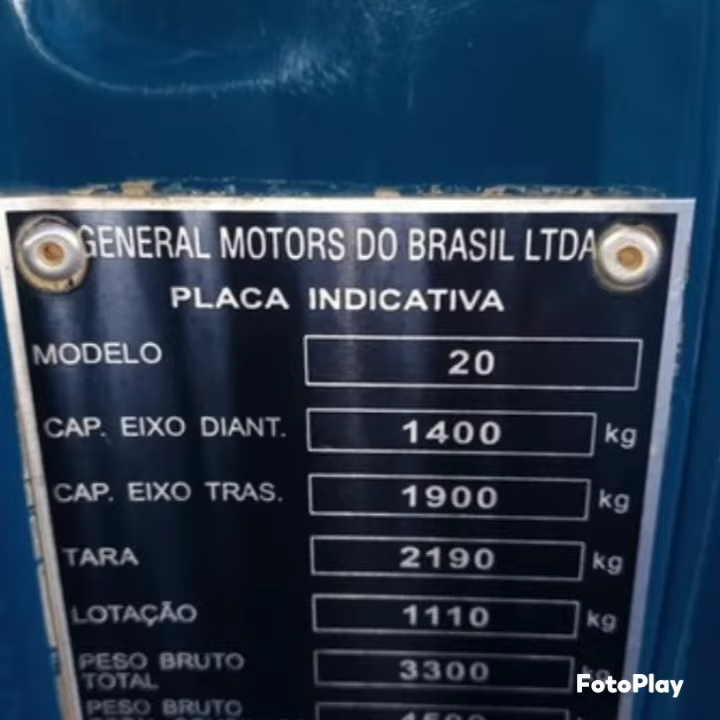 GENERAL MOTORS DO BRASIL LTDA
PLACA INDICATIVA
MODELO 20
CAP. EIXO DIANT. 1400 kg
CAP. EIXO TRAS. 1900 kg
TARA 2190 kg
LOTAÇÃO 1110 kg
PESO BRUTO
TOTAL 3300 kg
PESO BRUTO
FotoPlay